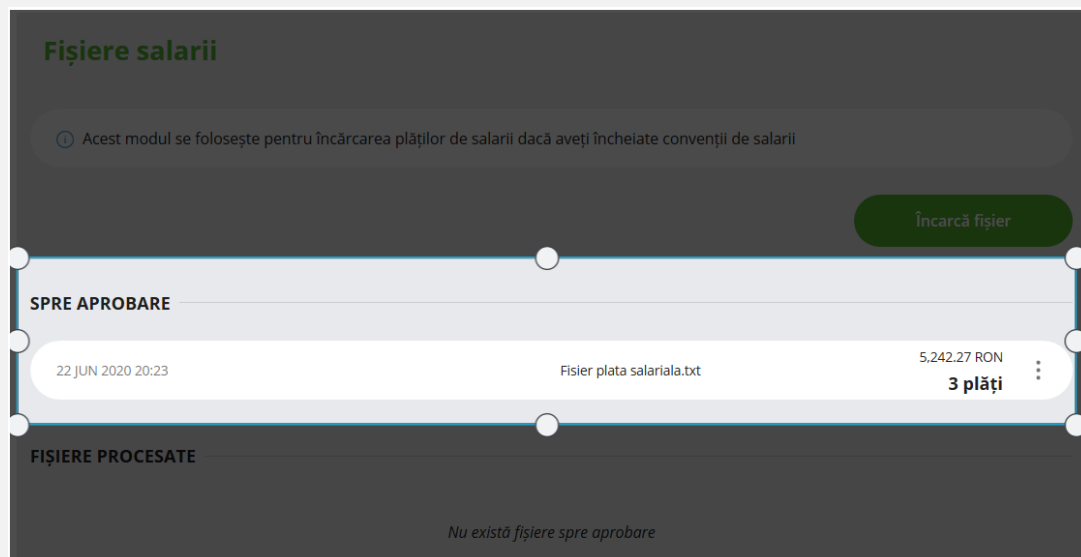 Fișiere salarii
Acest modul se folosește pentru încărcarea plăților de salarii dacă aveți încheiate convenții de salarii
Încarcă fișier
SPRE APROBARE
22 JUN 2020 20:23 Fisier plata salariala.txt 5,242.27 RON
3 plăți
FIȘIERE PROCESATE
Nu există fișiere spre aprobare